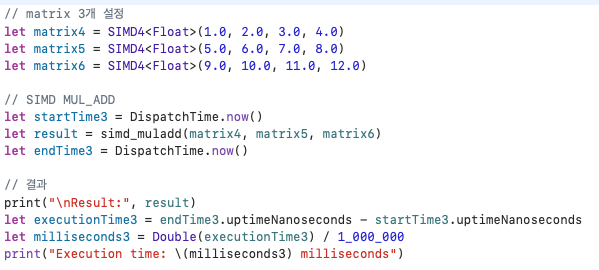 // matrix 3개 설정
let matrix4 = SIMD4<Float>(1.0, 2.0, 3.0, 4.0)
let matrix5 = SIMD4<Float>(5.0, 6.0, 7.0, 8.0)
let matrix6 = SIMD4<Float>(9.0, 10.0, 11.0, 12.0)
// SIMD MUL_ADD
let startTime3 = DispatchTime.now()
let result = simd_muladd(matrix4, matrix5, matrix6)
let endTime3 = DispatchTime.now()
// 결과
print("\nResult:", result)
let executionTime3 = endTime3.uptimeNanoseconds - startTime3.uptimeNanoseconds
let milliseconds3 = Double(executionTime3) / 1_000_000
print("Execution time: \(milliseconds3) milliseconds")